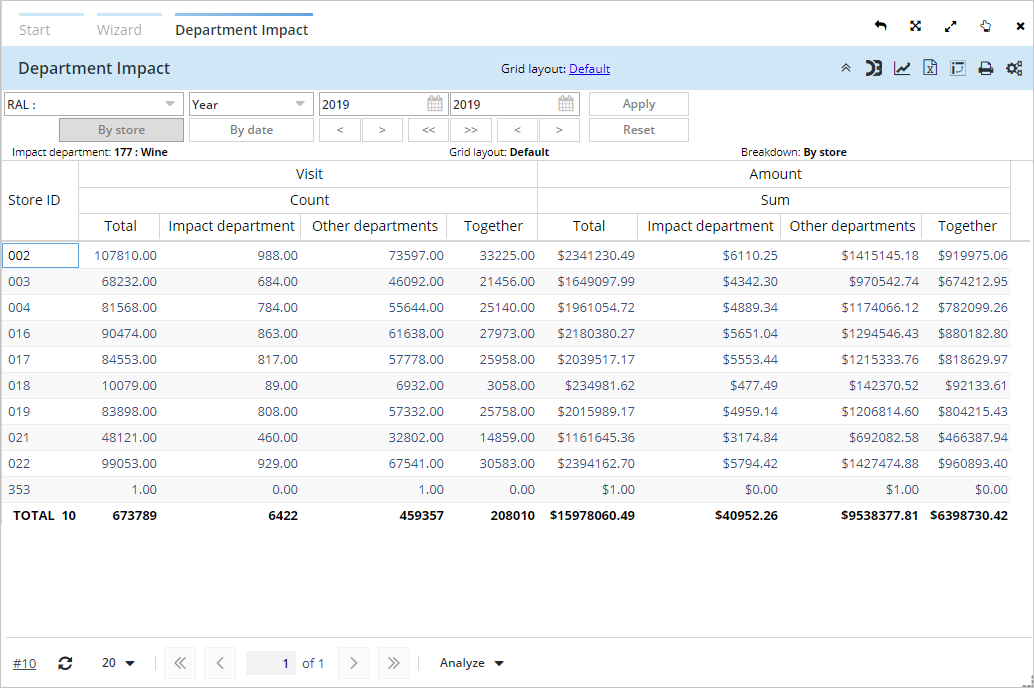 Start Wizard Department Impact
Department Impact Grid layout: Default
RAL : Year 2019 2019 Apply
By store By date < > << >> < > Reset
Impact department: 177 : Wine Grid layout: Default Breakdown: By store
Visit Amount
Store ID Count Sum
Total Impact department Other departments Together Total Impact department Other departments Together
002 107810.00 988.00 73597.00 33225.00 $2341230.49 $6110.25 $1415145.18 $919975.06
003 68232.00 684.00 46092.00 21456.00 $1649097.99 $4342.30 $970542.74 $674212.95
004 81568.00 784.00 55644.00 25140.00 $1961054.72 $4889.34 $1174066.12 $782099.26
016 90474.00 863.00 61638.00 27973.00 $2180380.27 $5651.04 $1294546.43 $880182.80
017 84553.00 817.00 57778.00 25958.00 $2039517.17 $5553.44 $1215333.76 $818629.97
018 10079.00 89.00 6932.00 3058.00 $234981.62 $477.49 $142370.52 $92133.61
019 83898.00 808.00 57332.00 25758.00 $2015989.17 $4959.14 $1206814.60 $804215.43
021 48121.00 460.00 32802.00 14859.00 $1161645.36 $3174.84 $692082.58 $466387.94
022 99053.00 929.00 67541.00 30583.00 $2394162.70 $5794.42 $1427474.88 $960893.40
353 1.00 0.00 1.00 0.00 $1.00 $0.00 $1.00 $0.00
TOTAL 10 673789 6422 459357 208010 $15978060.49 $40952.26 $9538377.81 $6398730.42
#10 20 1 of 1 Analyze